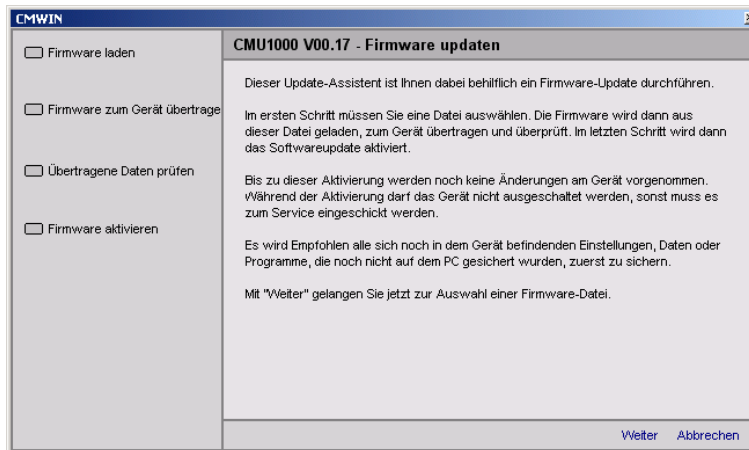 CMWIN
Firmware laden
Firmware zum Gerät übertrage
Übertragene Daten prüfen
Firmware aktivieren
CMU1000 V00.17 - Firmware updaten
Dieser Update-Assistent ist Ihnen dabei behilflich ein Firmware-Update durchführen.
Im ersten Schritt müssen Sie eine Datei auswählen. Die Firmware wird dann aus
dieser Datei geladen, zum Gerät übertragen und überprüft. Im letzten Schritt wird dann
das Softwareupdate aktiviert.
Bis zu dieser Aktivierung werden noch keine Änderungen am Gerät vorgenommen.
Während der Aktivierung darf das Gerät nicht ausgeschaltet werden, sonst muss es
zum Service eingeschickt werden.
Es wird Empfohlen alle sich noch in dem Gerät befindenden Einstellungen, Daten oder
Programme, die noch nicht auf dem PC gesichert wurden, zuerst zu sichern.
Mit "Weiter" gelangen Sie jetzt zur Auswahl einer Firmware-Datei.
Weiter Abbrechen